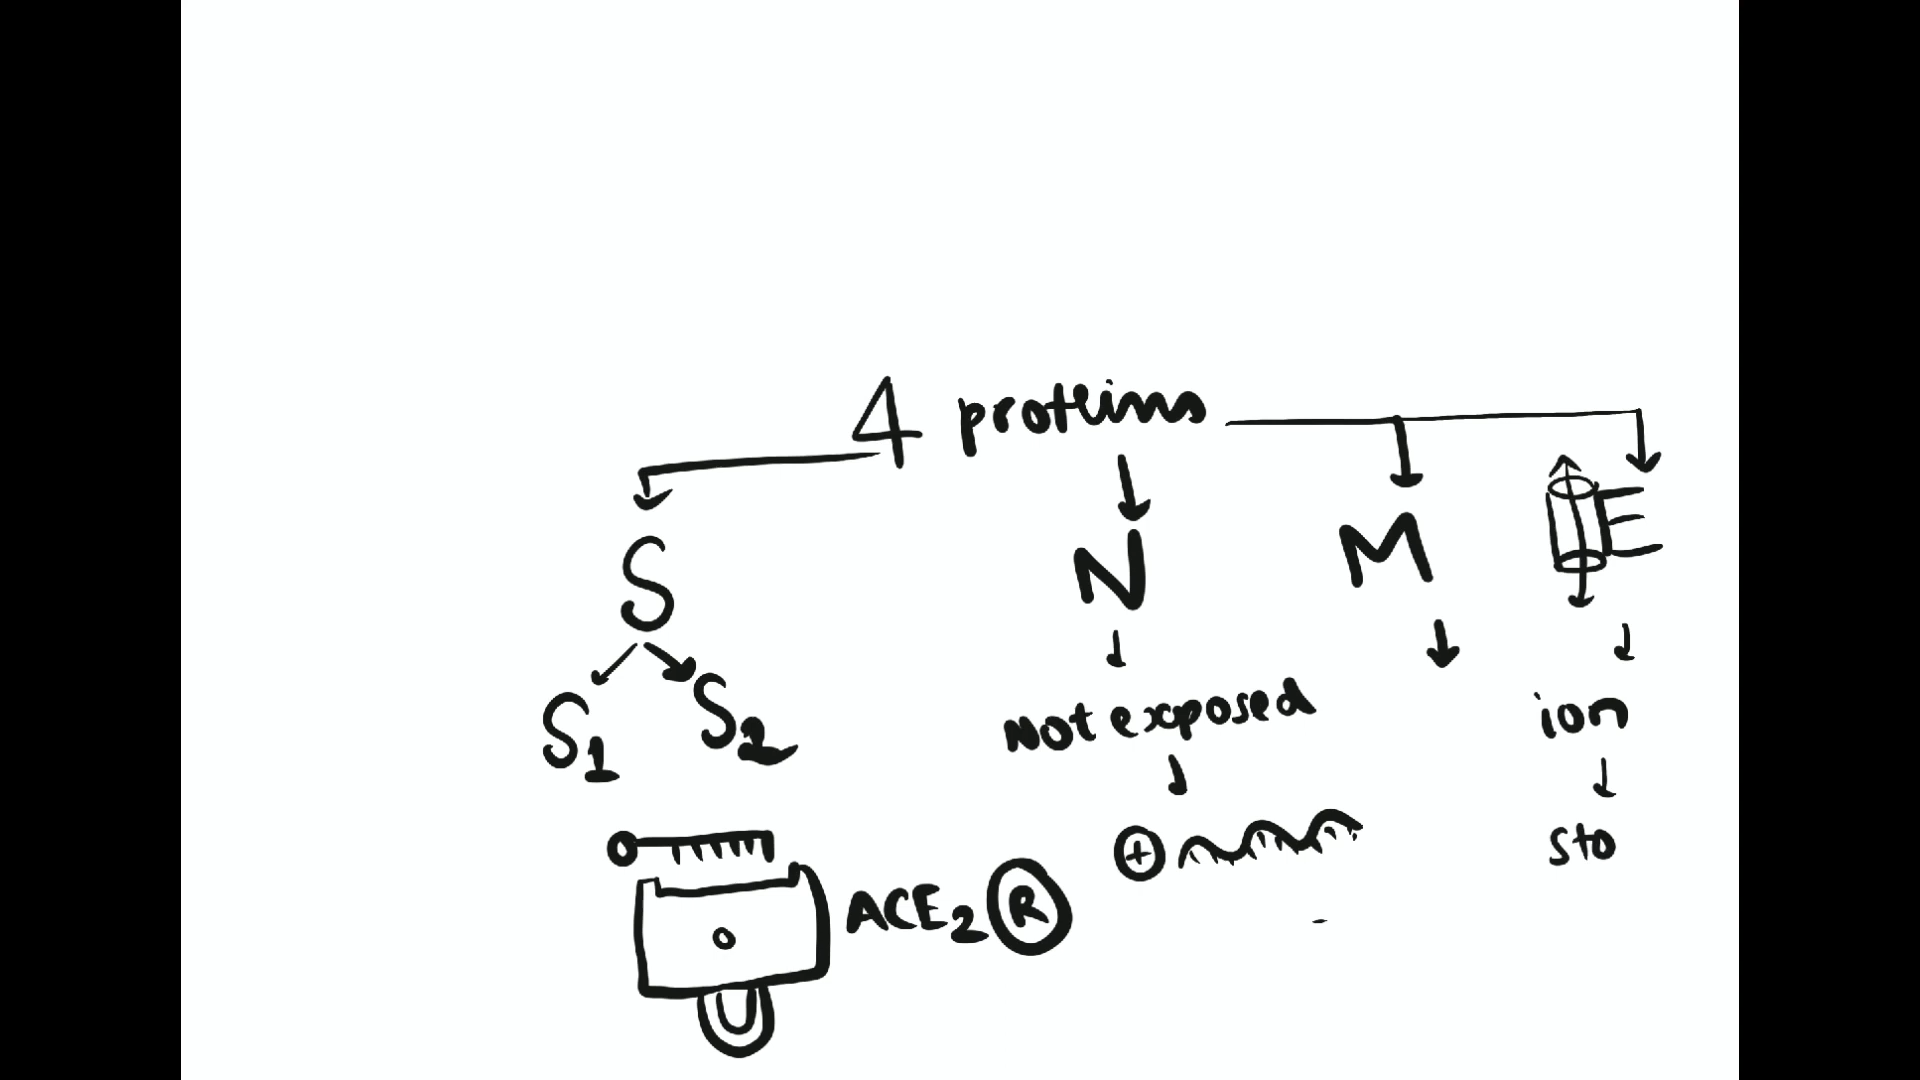 4 proteins
S N M E
S1 S2
Not exposed
ion
+
sto
ACE2 R